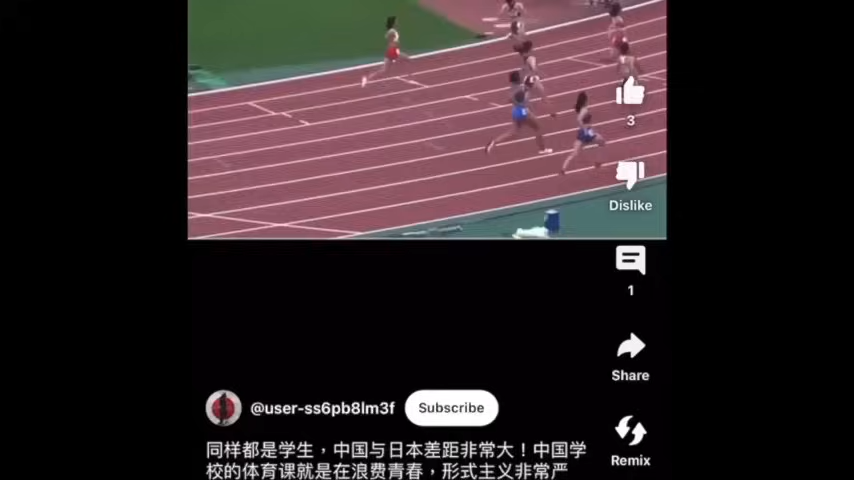 3
Dislike
1
Share
@user-ss6pb8lm3f Subscribe
Remix
同样都是学生，中国与日本差距非常大！中国学
校的体育课就是在浪费青春，形式主义非常严